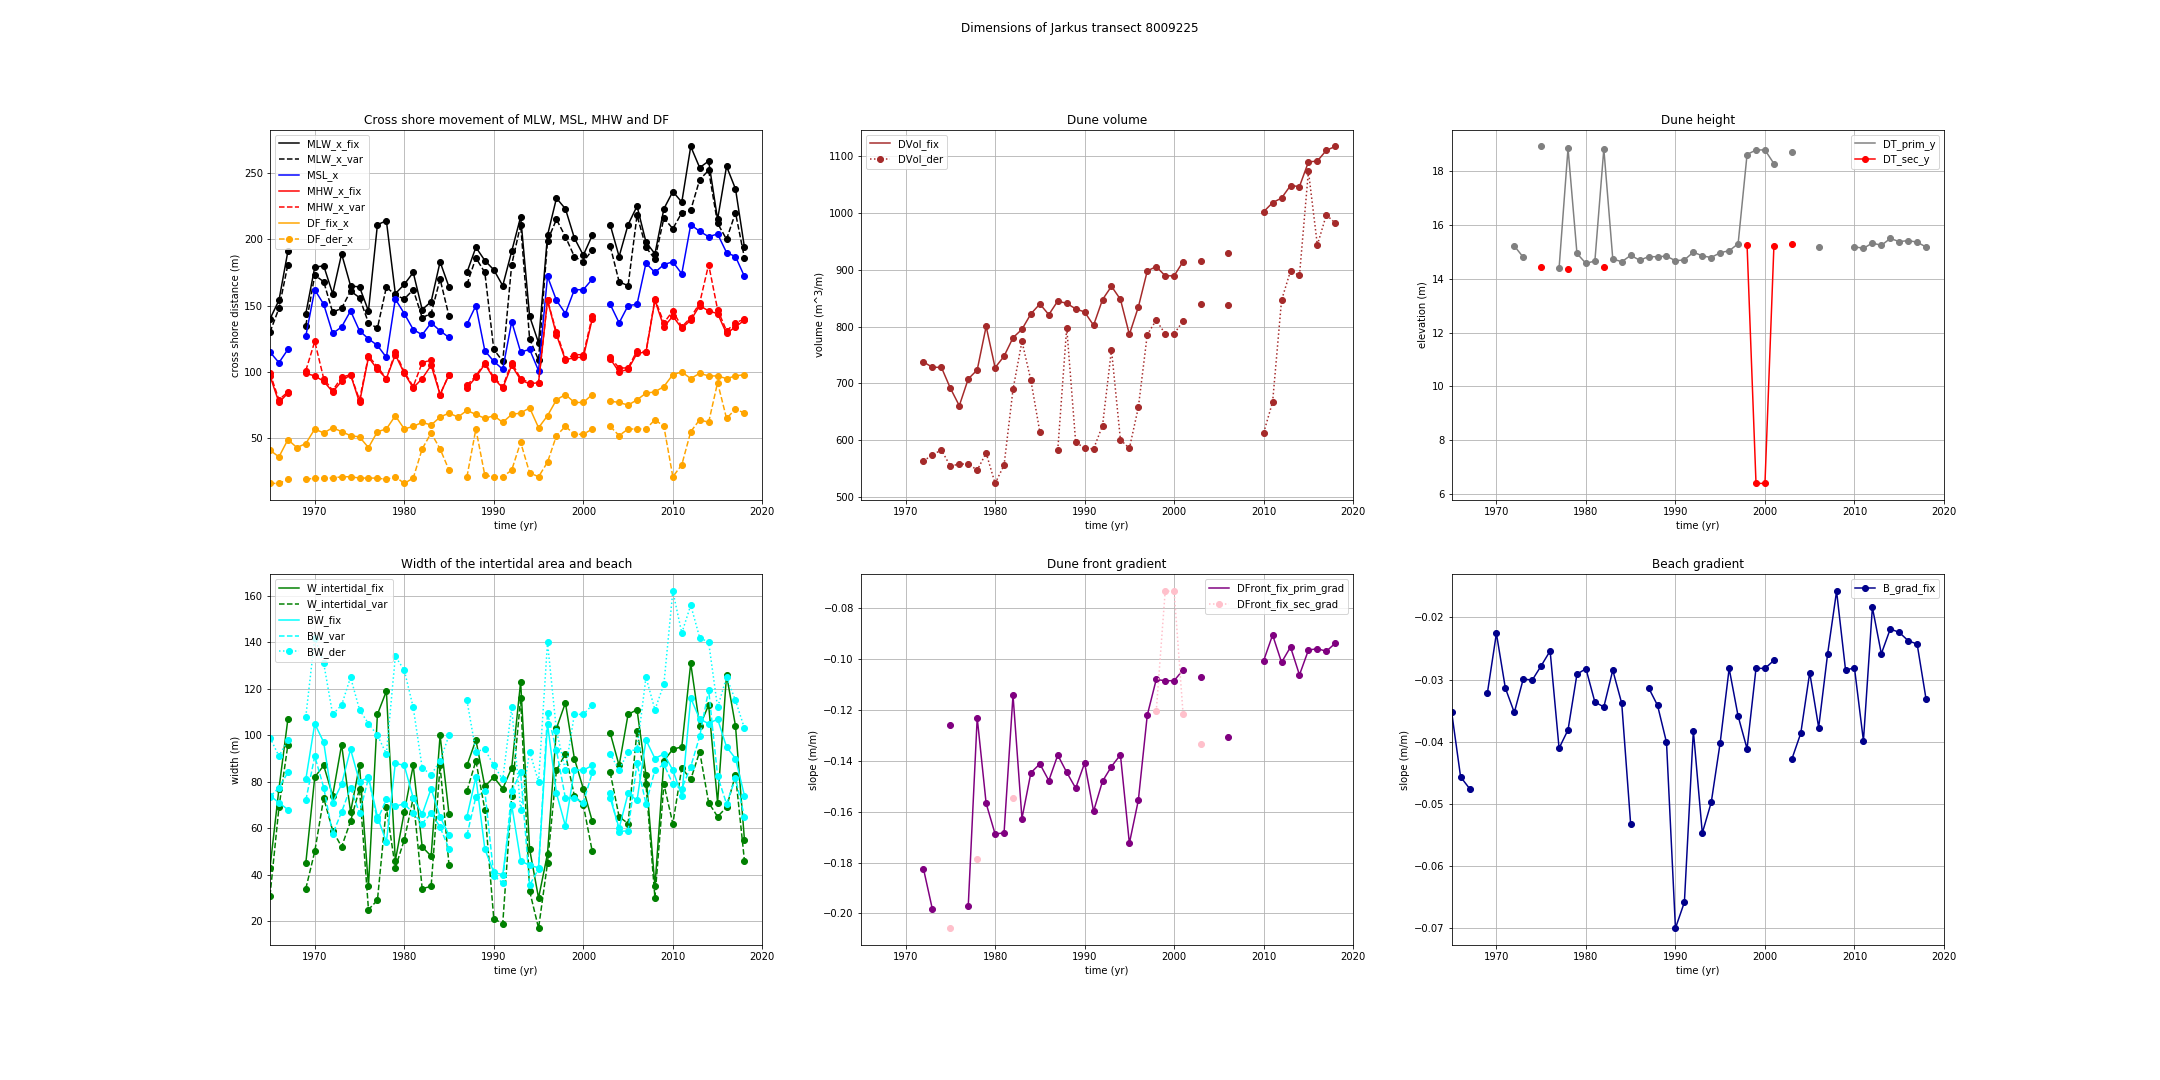 Dimensions of Jarkus transect 8009225
Cross shore movement of MLW, MSL, MHW and DF
MLW_x_fix
MLW_x_var
MSL_x
MHW_x_fix
MHW_x_var
DF_fix_x
DF_der_x
250
200
150
100
50
cross shore distance (m)
1970 1980 1990 2000 2010 2020
time (yr)
Dune volume
DVol_fix
DVol_der
1100
1000
900
800
700
600
500
volume (m^3/m)
1970 1980 1990 2000 2010 2020
time (yr)
Dune height
DT_prim_y
DT_sec_y
18
16
14
12
10
8
6
elevation (m)
1970 1980 1990 2000 2010 2020
time (yr)
Width of the intertidal area and beach
W_intertidal_fix
W_intertidal_var
BW_fix
BW_var
BW_der
160
140
120
100
80
60
40
20
width (m)
1970 1980 1990 2000 2010 2020
time (yr)
Dune front gradient
DFront_fix_prim_grad
DFront_fix_sec_grad
−0.08
−0.10
−0.12
−0.14
−0.16
−0.18
−0.20
slope (m/m)
1970 1980 1990 2000 2010 2020
time (yr)
Beach gradient
B_grad_fix
−0.02
−0.03
−0.04
−0.05
−0.06
−0.07
slope (m/m)
1970 1980 1990 2000 2010 2020
time (yr)